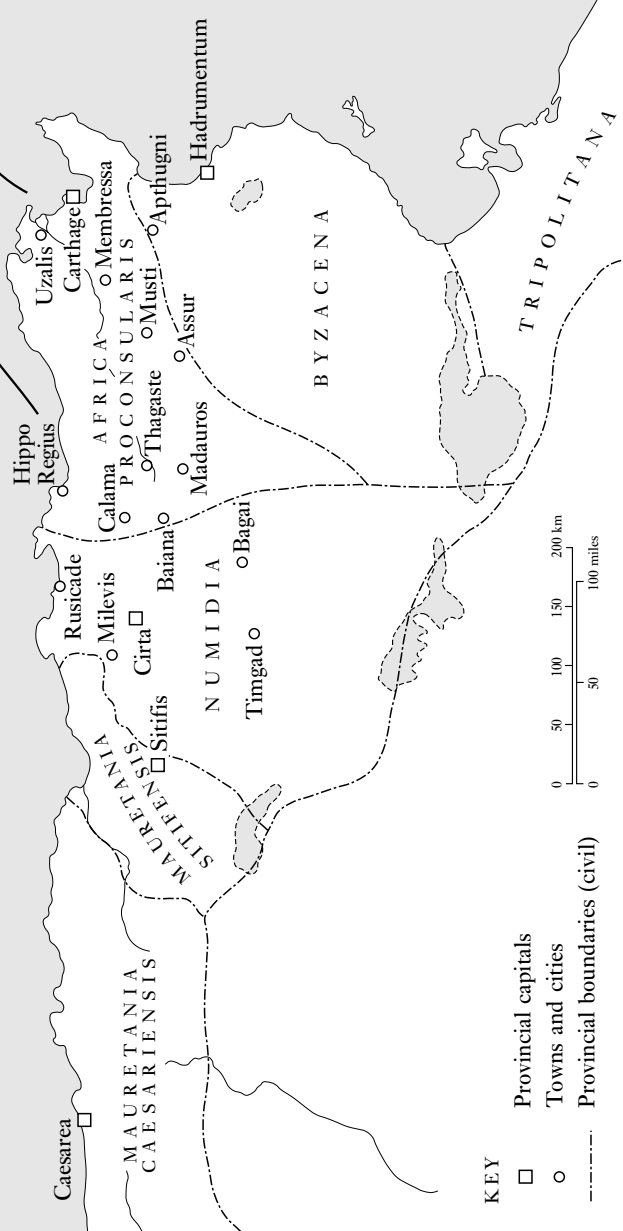 Caesarea
MAURETANIA
CAESARIENSIS
MAURETANIA
SITIFENSIS
Sitifis
Rusicade
Milevis
Cirta
NUMIDIA
Timgad
Bagai
Baiana
Hippo
Regius
Calama
AFRICA
PROCONSULARIS
Thagaste
Madauros
Uzalis
Carthage
Membressa
Musti
Assur
Apthugni
Hadrumentum
BYZACENA
TRIPOLITANA
KEY
Provincial capitals
Towns and cities
Provincial boundaries (civil)
0 50 100 150 200 km
0 50 100 miles